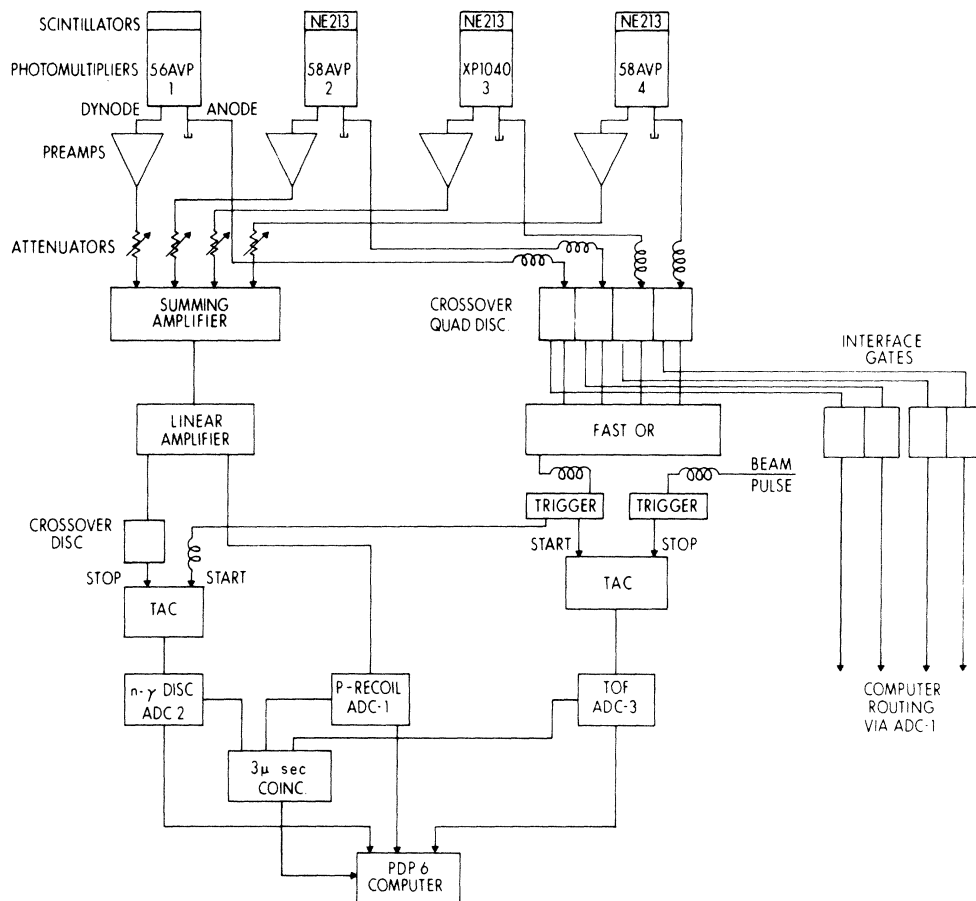 SCINTILLATORS
NE213
NE213
NE213
PHOTOMULTIPLIERS
56AVP
1
58AVP
2
XP1040
3
58AVP
4
DYNODE
ANODE
PREAMPS
ATTENUATORS
SUMMING
AMPLIFIER
CROSSOVER
QUAD DISC.
INTERFACE
GATES
LINEAR
AMPLIFIER
FAST OR
BEAM
PULSE
TRIGGER
TRIGGER
CROSSOVER
DISC
START
STOP
STOP
START
TAC
TAC
n-γ DISC
ADC 2
P-RECOIL
ADC-1
TOF
ADC-3
COMPUTER
ROUTING
VIA ADC-1
3μ sec
COINC.
PDP 6
COMPUTER